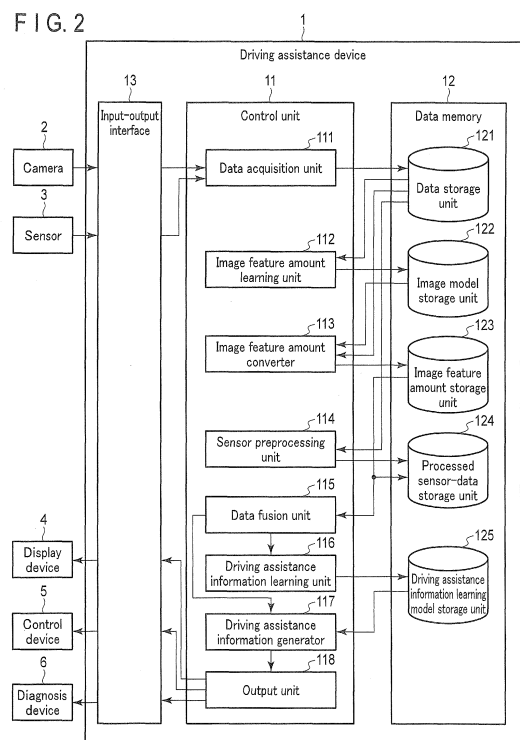 FIG. 2
1
Driving assistance device
13
Input-output
interface
11
Control unit
12
Data memory
2
Camera
3
Sensor
111
Data acquisition unit
121
Data storage
unit
112
Image feature amount
learning unit
122
Image model
storage unit
113
Image feature amount
converter
123
Image feature
amount storage
unit
114
Sensor preprocessing
unit
124
Processed
sensor-data
storage unit
115
Data fusion unit
4
Display
device
116
Driving assistance
information learning unit
125
Driving assistance
information learning
model storage unit
5
Control
device
117
Driving assistance
information generator
6
Diagnosis
device
118
Output unit